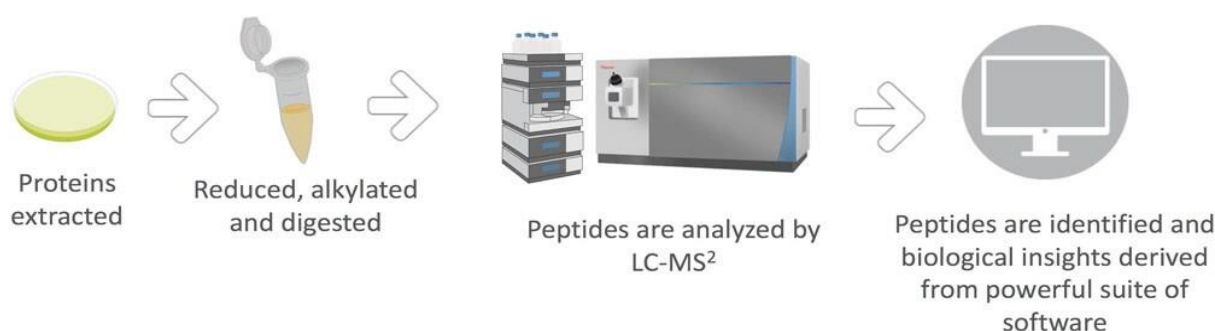 Proteins
extracted
Reduced, alkylated
and digested
Peptides are analyzed by
LC-MS²
Peptides are identified and
biological insights derived
from powerful suite of
software